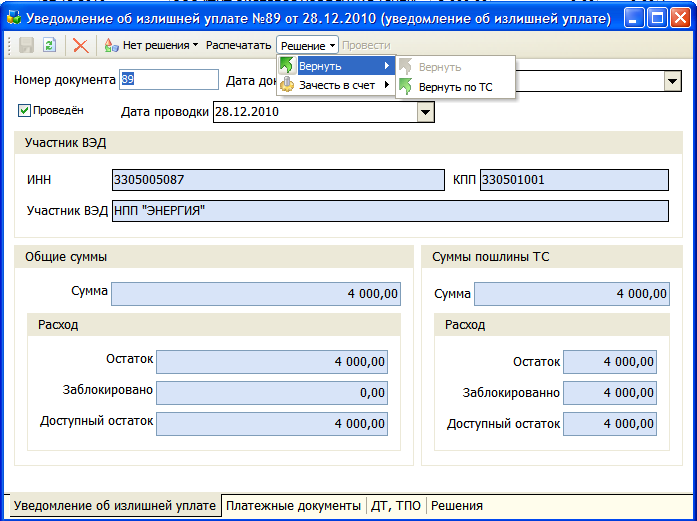 Уведомление об излишней уплате №89 от 28.12.2010 (уведомление об излишней уплате)
Нет решения Распечатать Решение Провести
Вернуть Вернуть
Зачесть в счет Вернуть по ТС
Номер документа 89 Дата док
Проведён Дата проводки 28.12.2010
Участник ВЭД
ИНН 3305005087 КПП 330501001
Участник ВЭД НПП "ЭНЕРГИЯ"
Общие суммы
Сумма 4 000,00
Расход
Остаток 4 000,00
Заблокировано 0,00
Доступный остаток 4 000,00
Суммы пошлины ТС
Сумма 4 000,00
Расход
Остаток 4 000,00
Заблокированно 4 000,00
Доступный остаток 4 000,00
Уведомление об излишней уплате Платежные документы ДТ, ТПО Решения